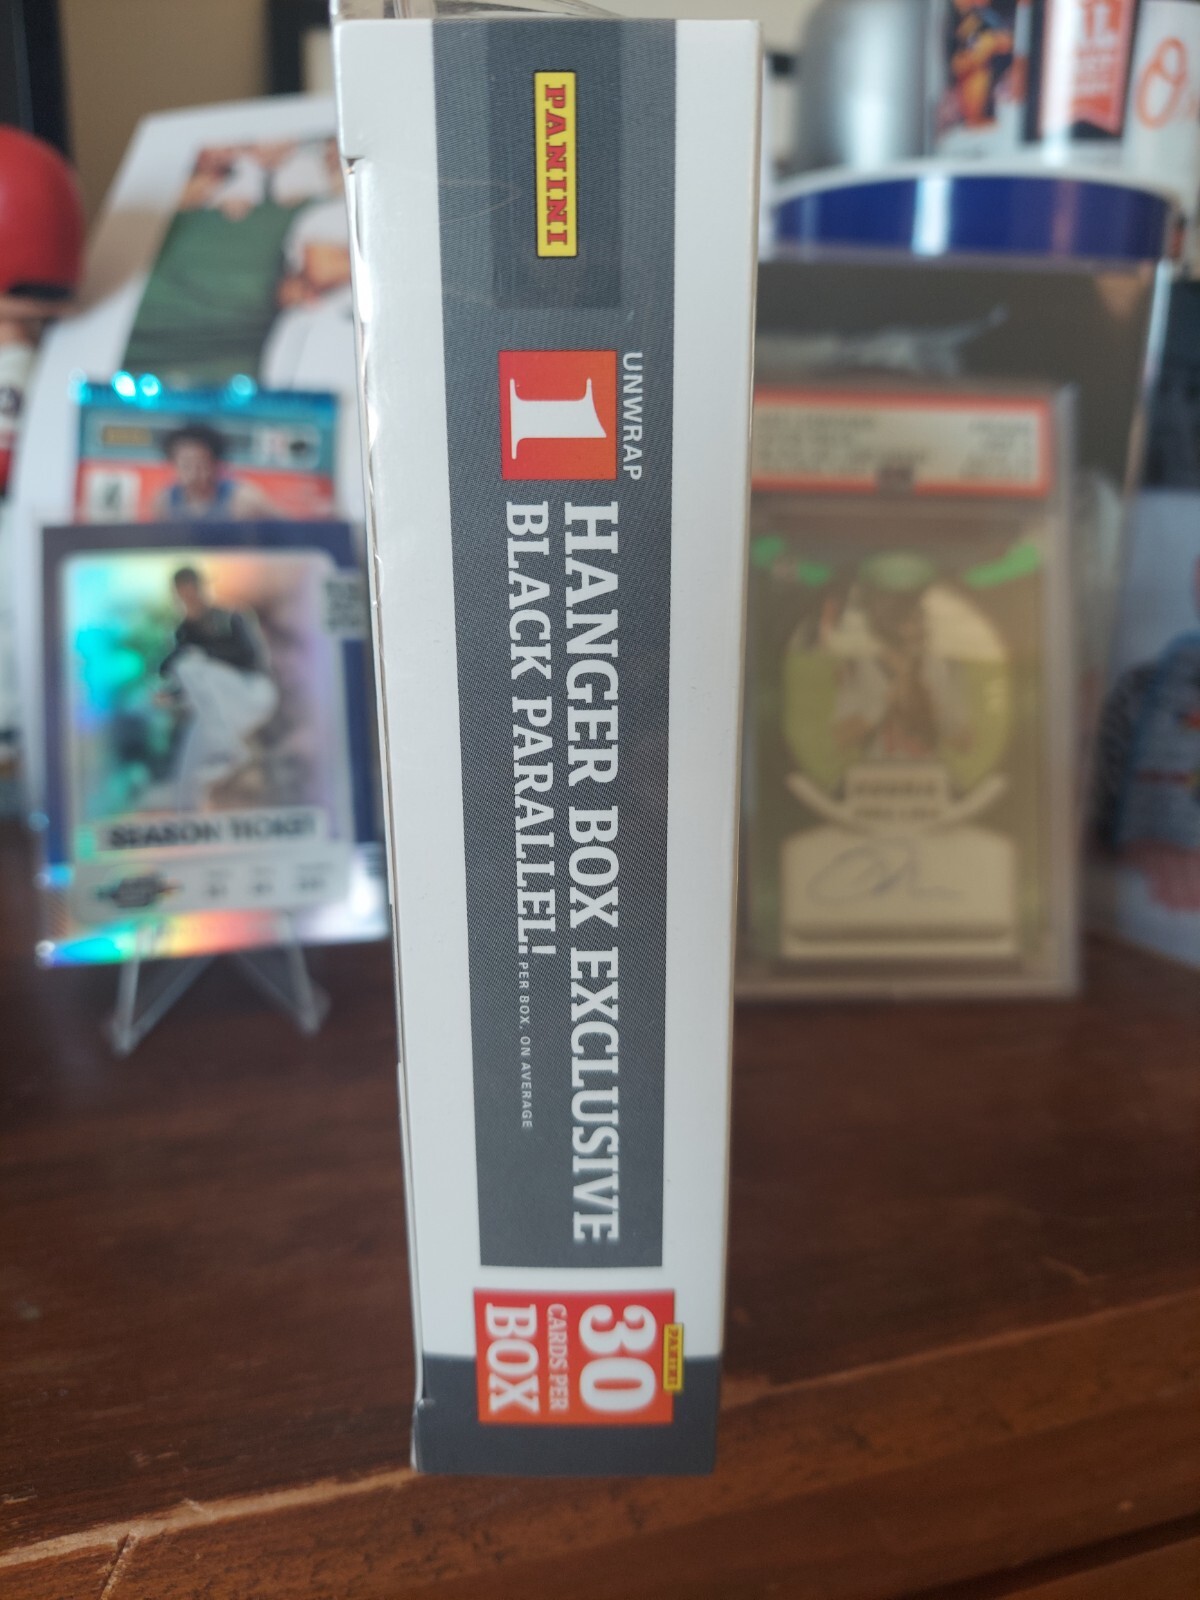 PANINI
UNWRAP
1
HANGER BOX EXCLUSIVE
BLACK PARALLEL! PER BOX, ON AVERAGE
PANINI
30
CARDS PER
BOX
SEASON TICKET